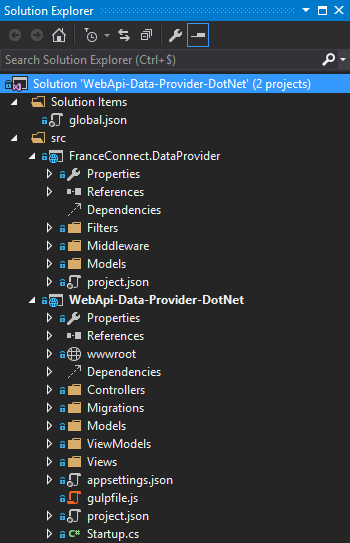 Solution Explorer
Search Solution Explorer (Ctrl+$)
Solution 'WebApi-Data-Provider-DotNet' (2 projects)
Solution Items
global.json
src
FranceConnect.DataProvider
Properties
References
Dependencies
Filters
Middleware
Models
project.json
WebApi-Data-Provider-DotNet
Properties
References
wwwroot
Dependencies
Controllers
Migrations
Models
ViewModels
Views
appsettings.json
gulpfile.js
project.json
C# Startup.cs